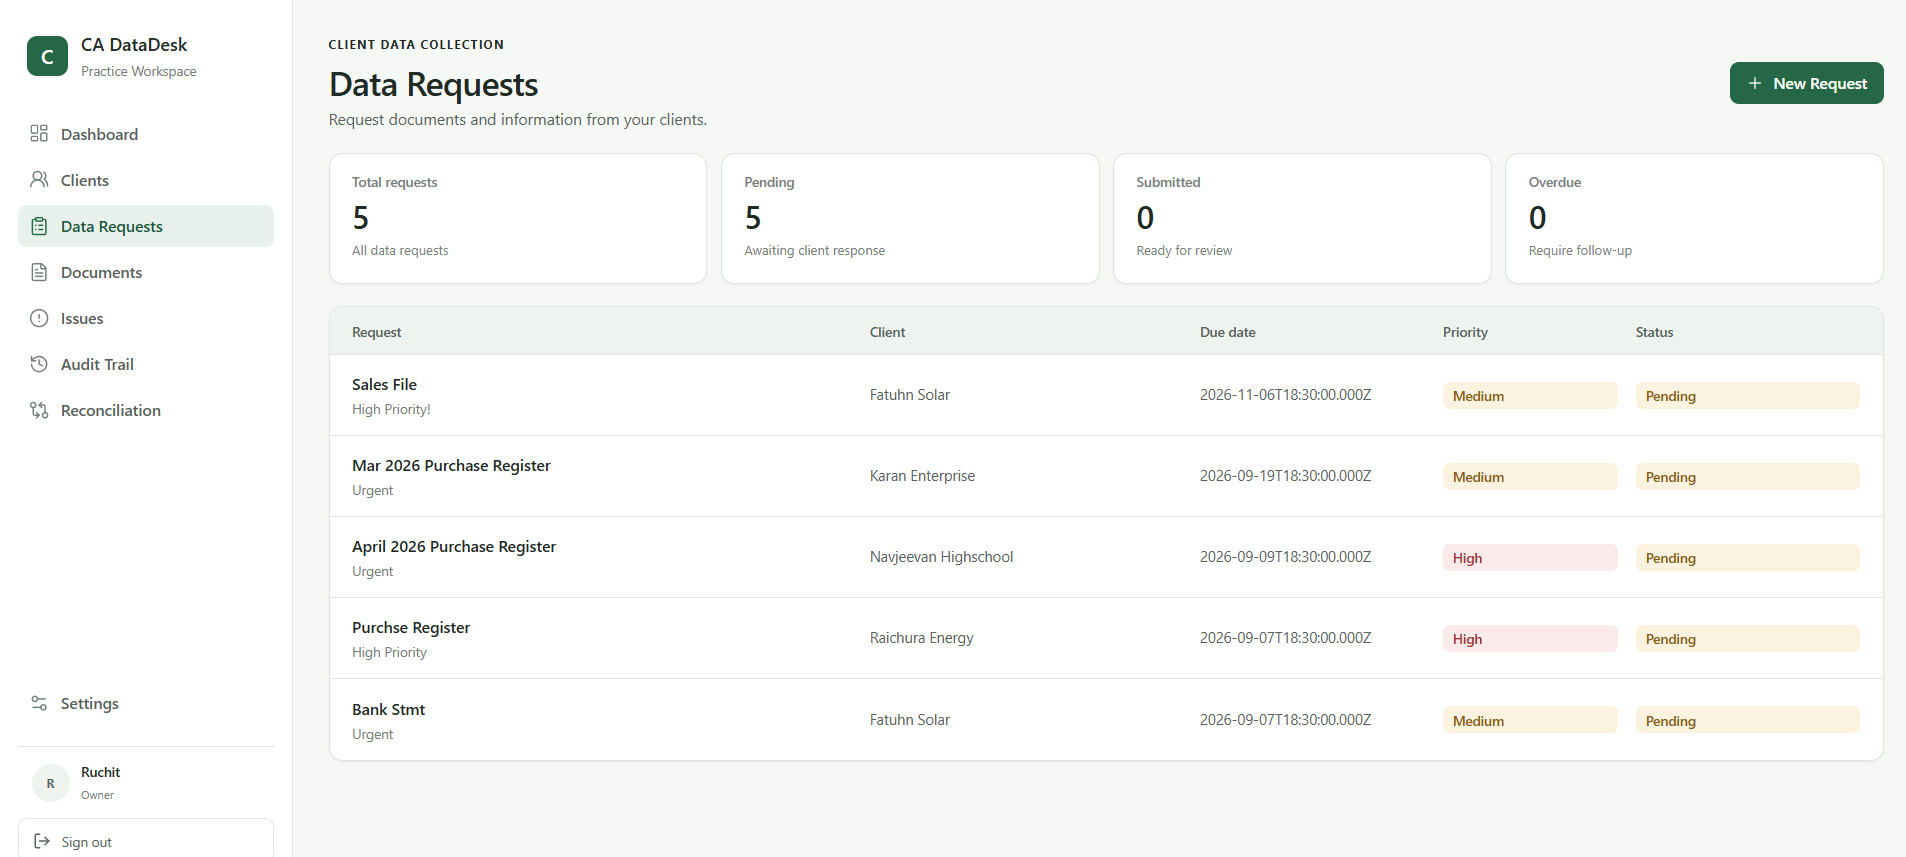 C
CA DataDesk
Practice Workspace
Dashboard
Clients
Data Requests
Documents
Issues
Audit Trail
Reconciliation
Settings
R
Ruchit
Owner
Sign out
CLIENT DATA COLLECTION
Data Requests
Request documents and information from your clients.
+ New Request
Total requests
5
All data requests
Pending
5
Awaiting client response
Submitted
0
Ready for review
Overdue
0
Require follow-up
Request Client Due date Priority Status
Sales File
High Priority!
Fatuhn Solar 2026-11-06T18:30:00.000Z Medium Pending
Mar 2026 Purchase Register
Urgent
Karan Enterprise 2026-09-19T18:30:00.000Z Medium Pending
April 2026 Purchase Register
Urgent
Navjeevan Highschool 2026-09-09T18:30:00.000Z High Pending
Purchse Register
High Priority
Raichura Energy 2026-09-07T18:30:00.000Z High Pending
Bank Stmt
Urgent
Fatuhn Solar 2026-09-07T18:30:00.000Z Medium Pending